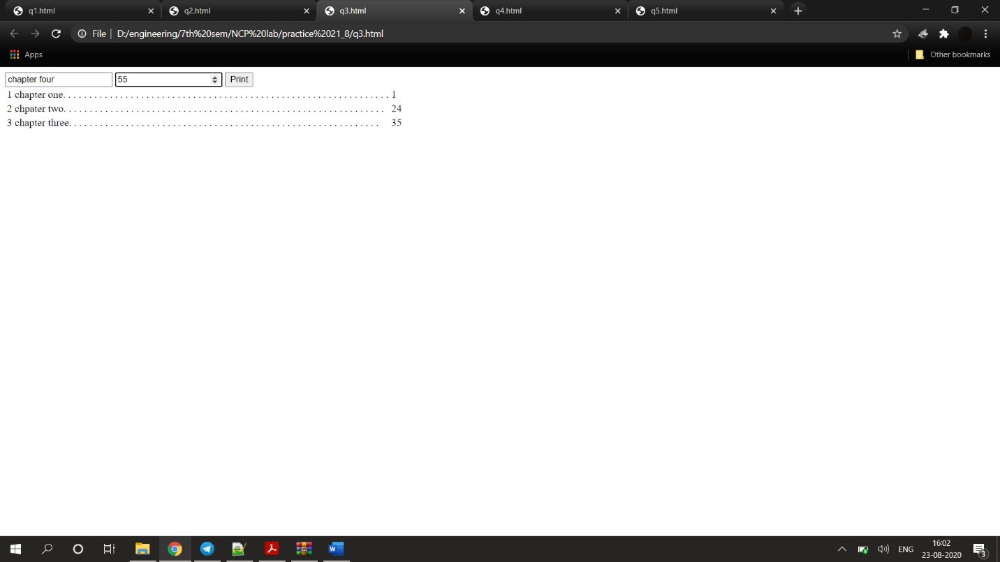 q1.html
q2.html
q3.html
q4.html
q5.html
File
D:/engineering/7th%20sem/NCP%20lab/practice%2021_8/q3.html
Apps
Other bookmarks
chapter four 55 Print
1 chapter one. . . . . . . . . . . . . . . . . . . . . . . . . . . . . . . . . . . . . . . . . . . . . . . . . . . . . . . . . . . . . . . 1
2 chpater two. . . . . . . . . . . . . . . . . . . . . . . . . . . . . . . . . . . . . . . . . . . . . . . . . . . . . . . . . . . . . . 24
3 chapter three. . . . . . . . . . . . . . . . . . . . . . . . . . . . . . . . . . . . . . . . . . . . . . . . . . . . . . . . . . . . 35
ENG
16:02
23-08-2020
3